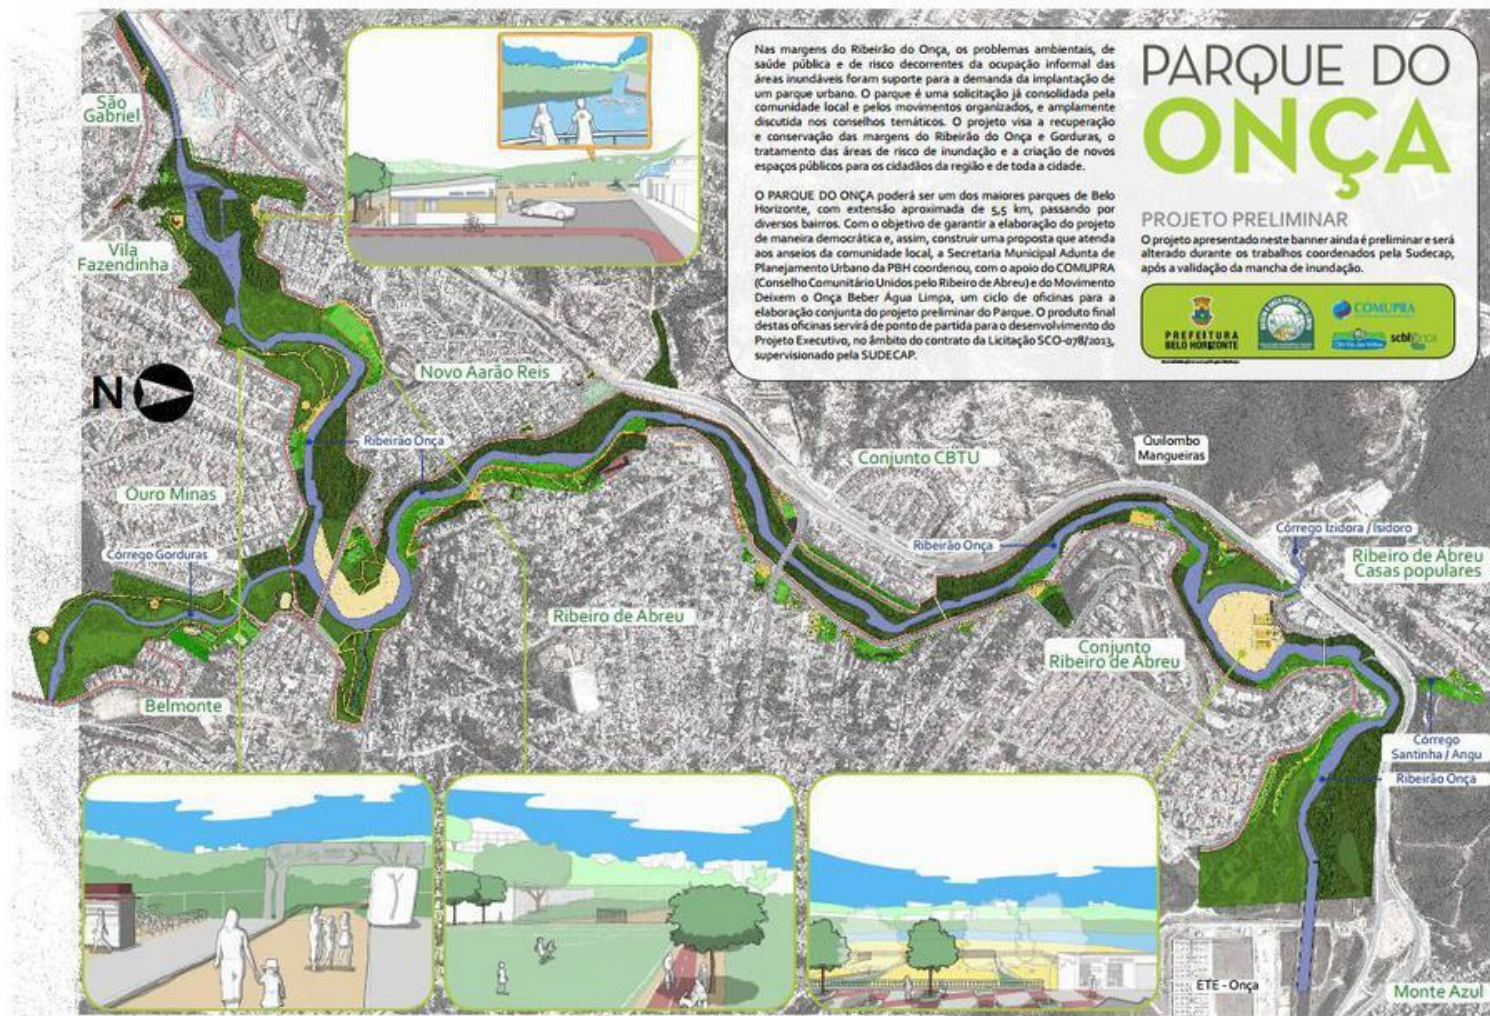 PARQUE DO
ONÇA
Nas margens do Ribeirão do Onça, os problemas ambientais, de
saúde pública e de risco decorrentes da ocupação informal das
áreas inundáveis foram suporte para a demanda da implantação de
um parque urbano. O parque é uma solicitação já consolidada pela
comunidade local e pelos movimentos organizados, e amplamente
discutida nos conselhos temáticos. O projeto visa a recuperação
e conservação das margens do Ribeirão do Onça e Gorduras, o
tratamento das áreas de risco de inundação e a criação de novos
espaços públicos para os cidadãos da região e de toda a cidade.
O PARQUE DO ONÇA poderá ser um dos maiores parques de Belo
Horizonte, com extensão aproximada de 5,5 km, passando por
diversos bairros. Com o objetivo de garantir a elaboração do projeto
de maneira democrática e, assim, construir uma proposta que atenda
aos anseios da comunidade local, a Secretaria Municipal Adjunta de
Planejamento Urbano da PBH coordenou, com o apoio do COMUPRA
(Conselho Comunitário Unidos pelo Ribeiro de Abreu) e do Movimento
Deixem o Onça Beber Água Limpa, um ciclo de oficinas para a
elaboração conjunta do projeto preliminar do Parque. O produto final
destas oficinas servirá de ponto de partida para o desenvolvimento do
Projeto Executivo, no âmbito do contrato da Licitação SCO-078/2013,
supervisionado pela SUDECAP.
PROJETO PRELIMINAR
O projeto apresentado neste banner ainda é preliminar e será
alterado durante os trabalhos coordenados pela Sudecap,
após a validação da mancha de inundação.
PREFEITURA
BELO HORIZONTE
COMUPRA
São
Gabriel
Vila
Fazendinha
N
Novo Aarão Reis
Ribeirão Onça
Ouro Minas
Córrego Gorduras
Belmonte
Ribeiro de Abreu
Conjunto CBTU
Quilombo
Mangueiras
Ribeirão Onça
Córrego Izidora / Isidoro
Ribeiro de Abreu
Casas populares
Conjunto
Ribeiro de Abreu
Córrego
Santinha / Angu
Ribeirão Onça
ETE - Onça
Monte Azul